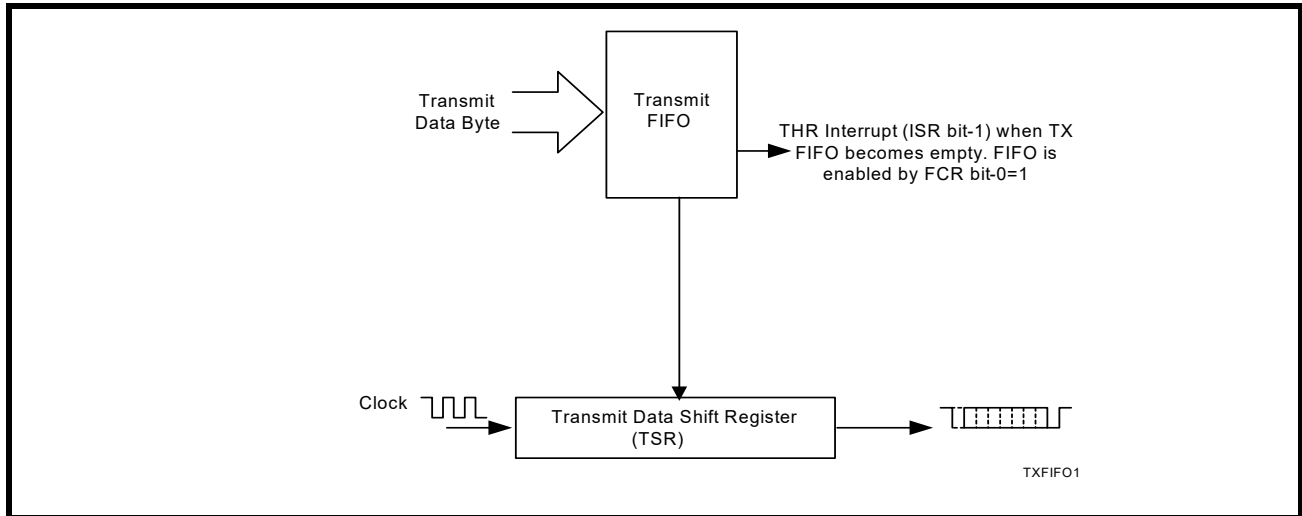 Transmit
Data Byte
Transmit
FIFO
THR Interrupt (ISR bit-1) when TX
FIFO becomes empty. FIFO is
enabled by FCR bit-0=1
Clock
Transmit Data Shift Register
(TSR)
TXFIFO1